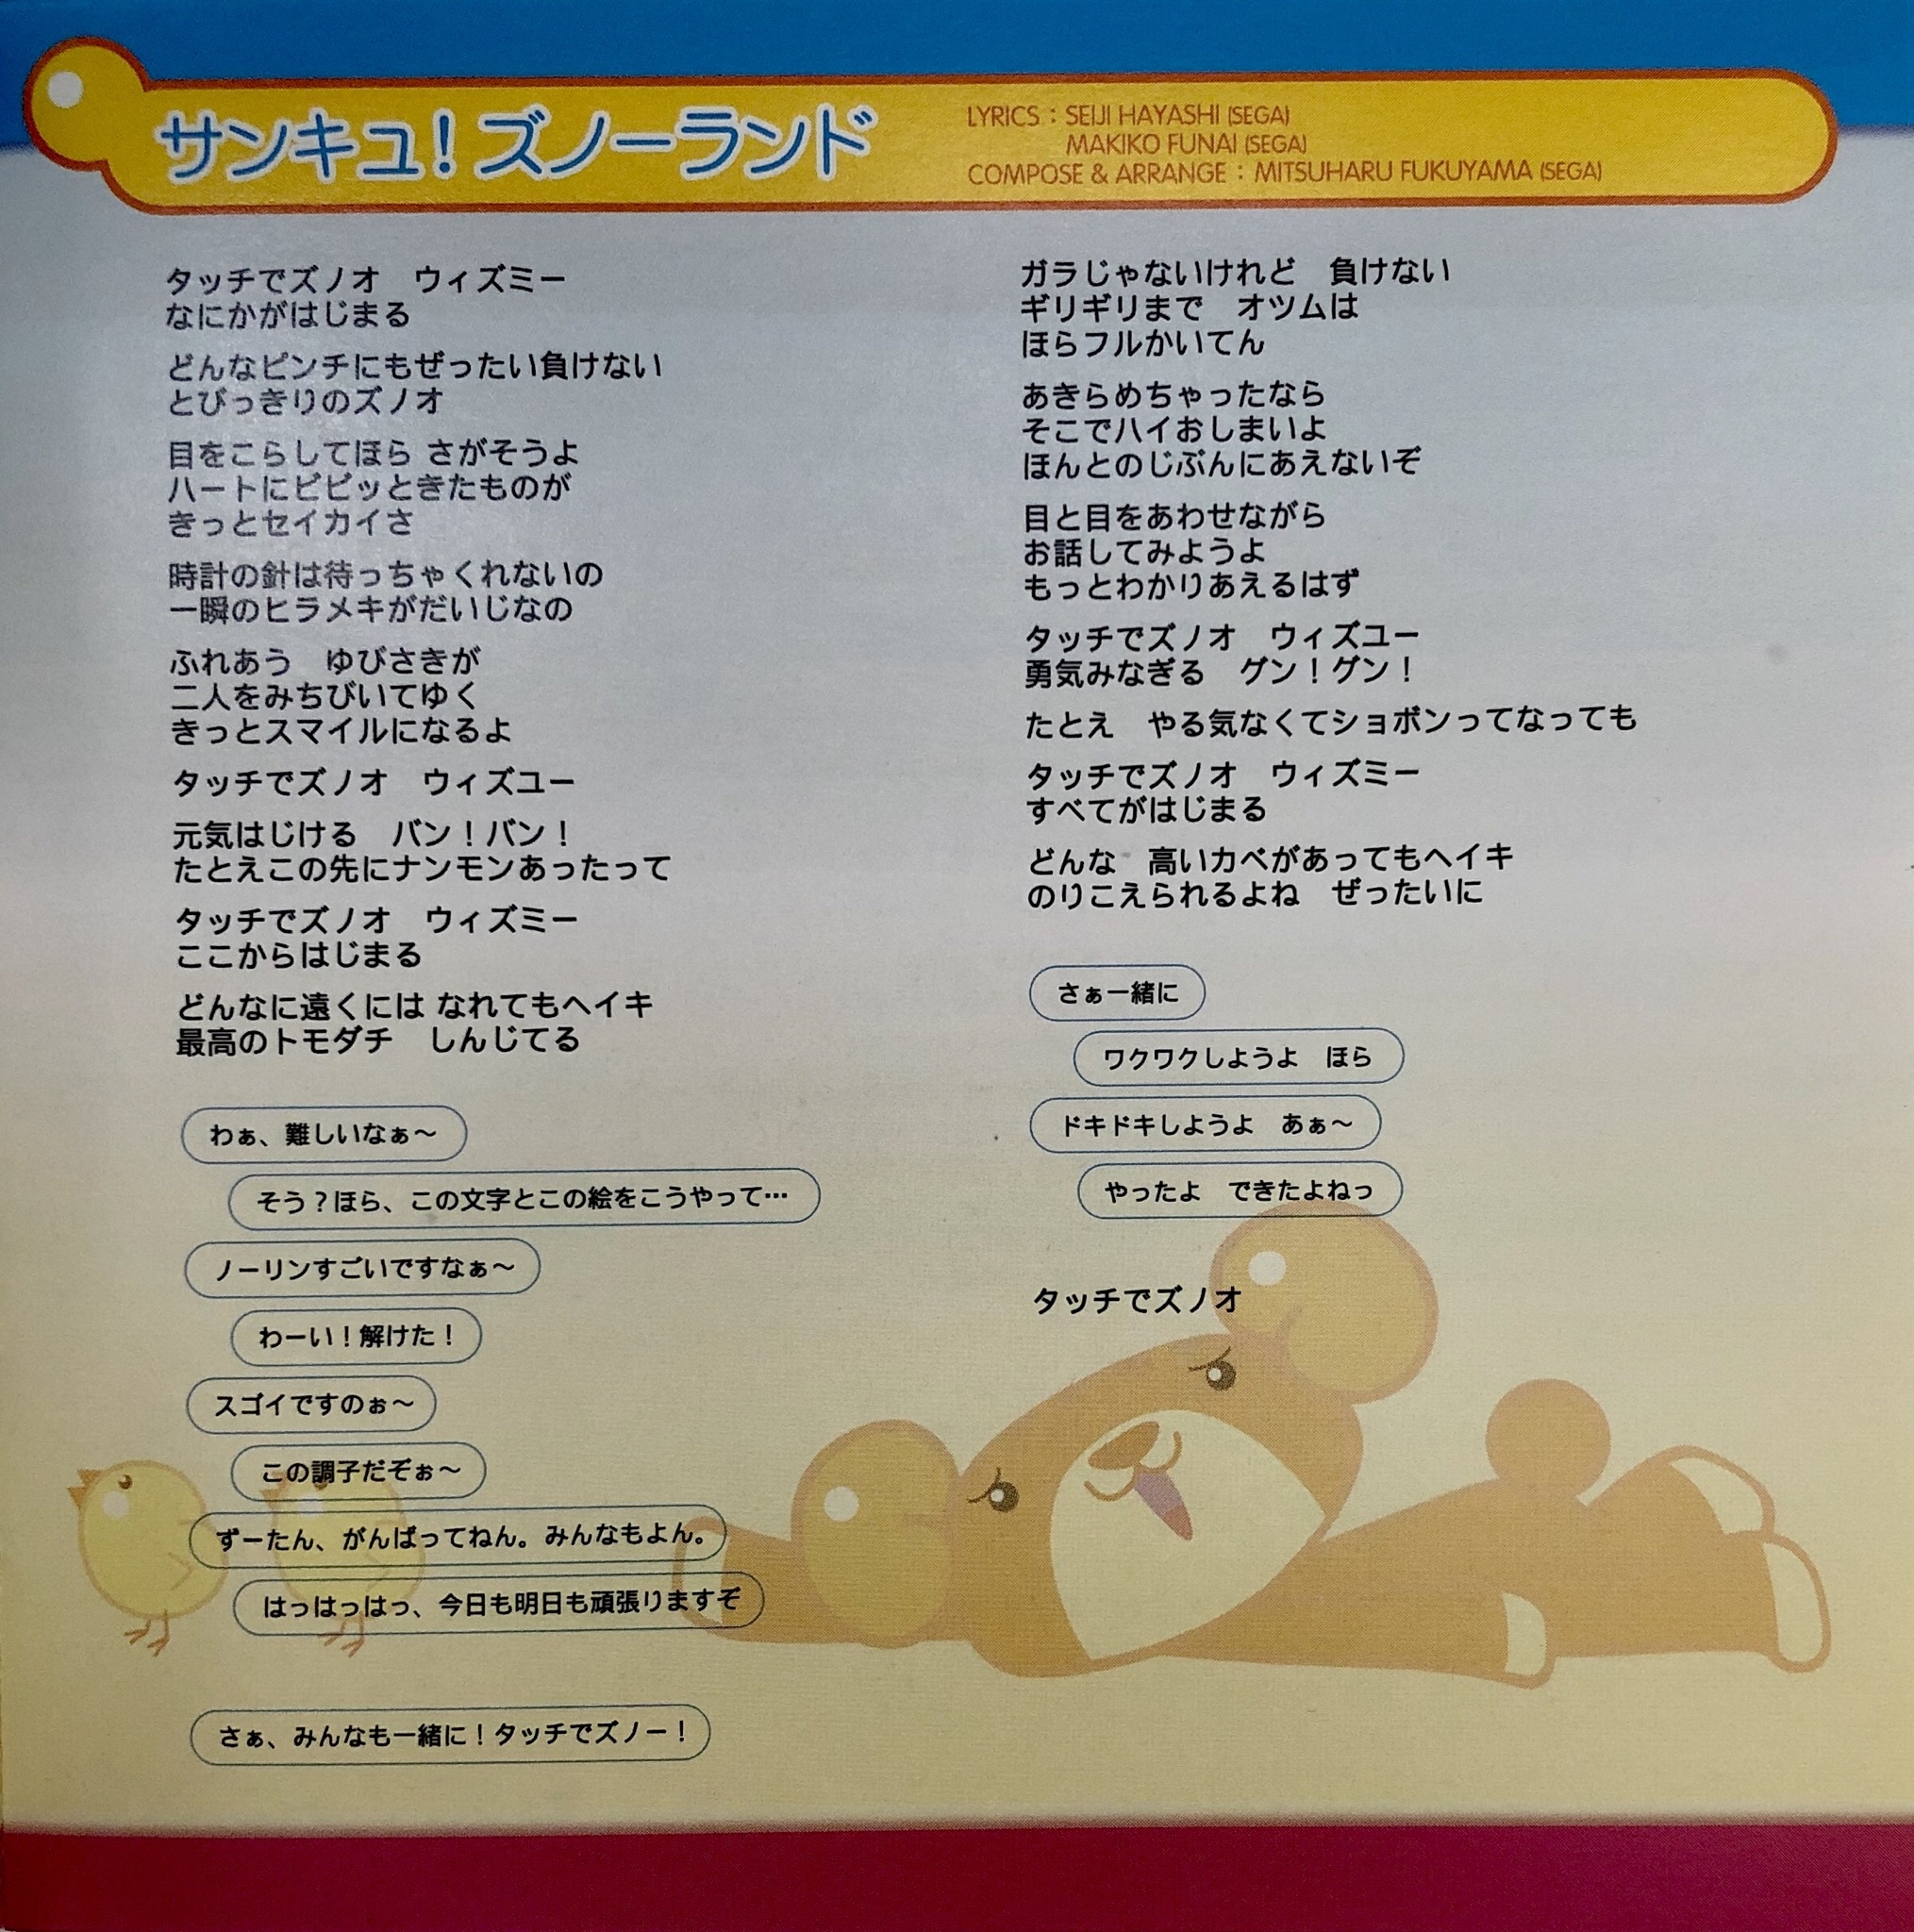 サンキュ！ズノーランド
LYRICS：SEIJI HAYASHI (SEGA)
MAKIKO FUNAI (SEGA)
COMPOSE & ARRANGE：MITSUHARU FUKUYAMA (SEGA)
タッチでズノオ　ウィズミー
なにかがはじまる
どんなピンチにもぜったい負けない
とびっきりのズノオ
目をこらしてほら さがそうよ
ハートにビビッときたものが
きっとセイカイさ
時計の針は待っちゃくれないの
一瞬のヒラメキがだいじなの
ふれあう　ゆびさきが
二人をみちびいてゆく
きっとスマイルになるよ
タッチでズノオ　ウィズユー
元気はじける　バン！バン！
たとえこの先にナンモンあったって
タッチでズノオ　ウィズミー
ここからはじまる
どんなに遠くには なれてもヘイキ
最高のトモダチ　しんじてる
わぁ、難しいなぁ～
そう？ほら、この文字とこの絵をこうやって…
ノーリンすごいですなぁ～
わーい！解けた！
スゴイですのぉ～
この調子だぞぉ～
ずーたん、がんばってねん。みんなもよん。
はっはっはっ、今日も明日も頑張りますぞ
さぁ、みんなも一緒に！タッチでズノー！
ガラじゃないけれど　負けない
ギリギリまで　オツムは
ほらフルかいてん
あきらめちゃったなら
そこでハイおしまいよ
ほんとのじぶんにあえないぞ
目と目をあわせながら
お話してみようよ
もっとわかりあえるはず
タッチでズノオ　ウィズユー
勇気みなぎる　グン！グン！
たとえ　やる気なくてショボンってなっても
タッチでズノオ　ウィズミー
すべてがはじまる
どんな　高いカベがあってもヘイキ
のりこえられるよね　ぜったいに
さぁ一緒に
ワクワクしようよ　ほら
ドキドキしようよ　あぁ～
やったよ　できたよねっ
タッチでズノオ